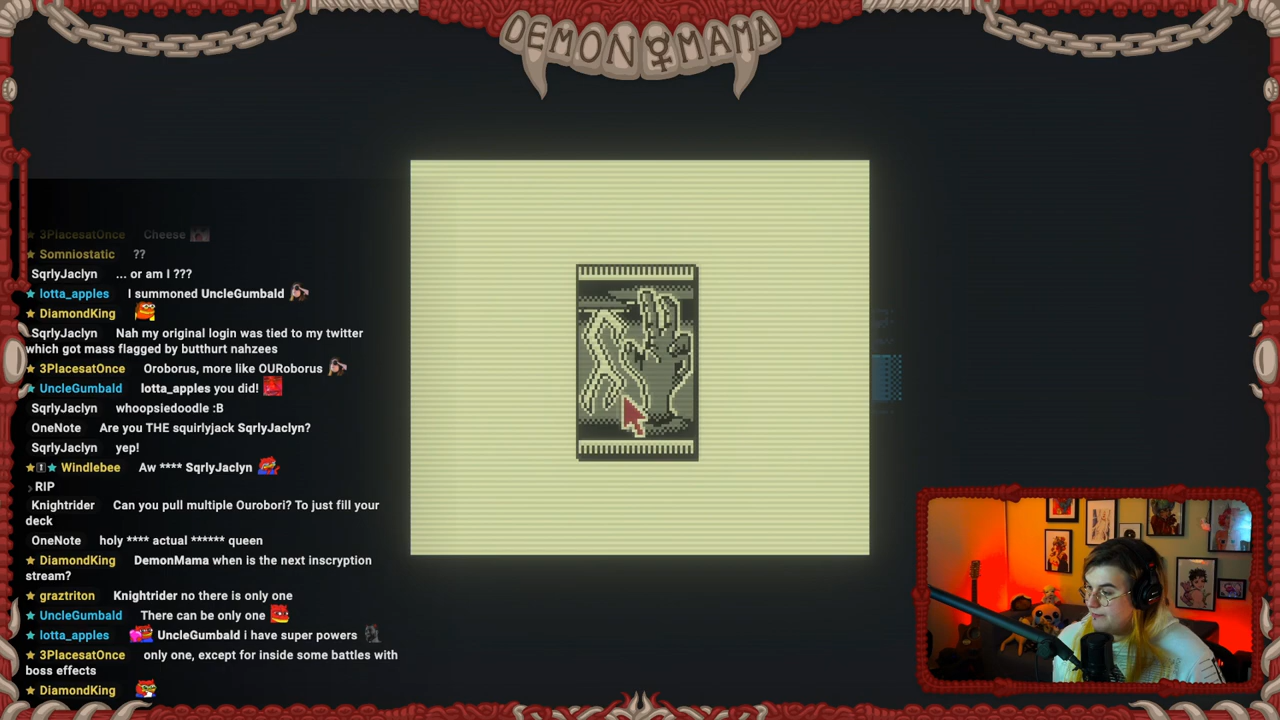 DEMON MAMA
3PlacesatOnce Cheese
Somniostatic ??
SqrlyJaclyn ... or am I ???
lotta_apples I summoned UncleGumbald
DiamondKing
SqrlyJaclyn Nah my original login was tied to my twitter
which got mass flagged by butthurt nahzees
3PlacesatOnce Oroborus, more like OURoborus
UncleGumbald lotta_apples you did!
SqrlyJaclyn whoopsiedoodle :B
OneNote Are you THE squirlyjack SqrlyJaclyn?
SqrlyJaclyn yep!
Windlebee Aw **** SqrlyJaclyn
RIP
Knightrider Can you pull multiple Ourobori? To just fill your
deck
OneNote holy **** actual ****** queen
DiamondKing DemonMama when is the next inscryption
stream?
graztriton Knightrider no there is only one
UncleGumbald There can be only one
lotta_apples UncleGumbald i have super powers
3PlacesatOnce only one, except for inside some battles with
boss effects
DiamondKing